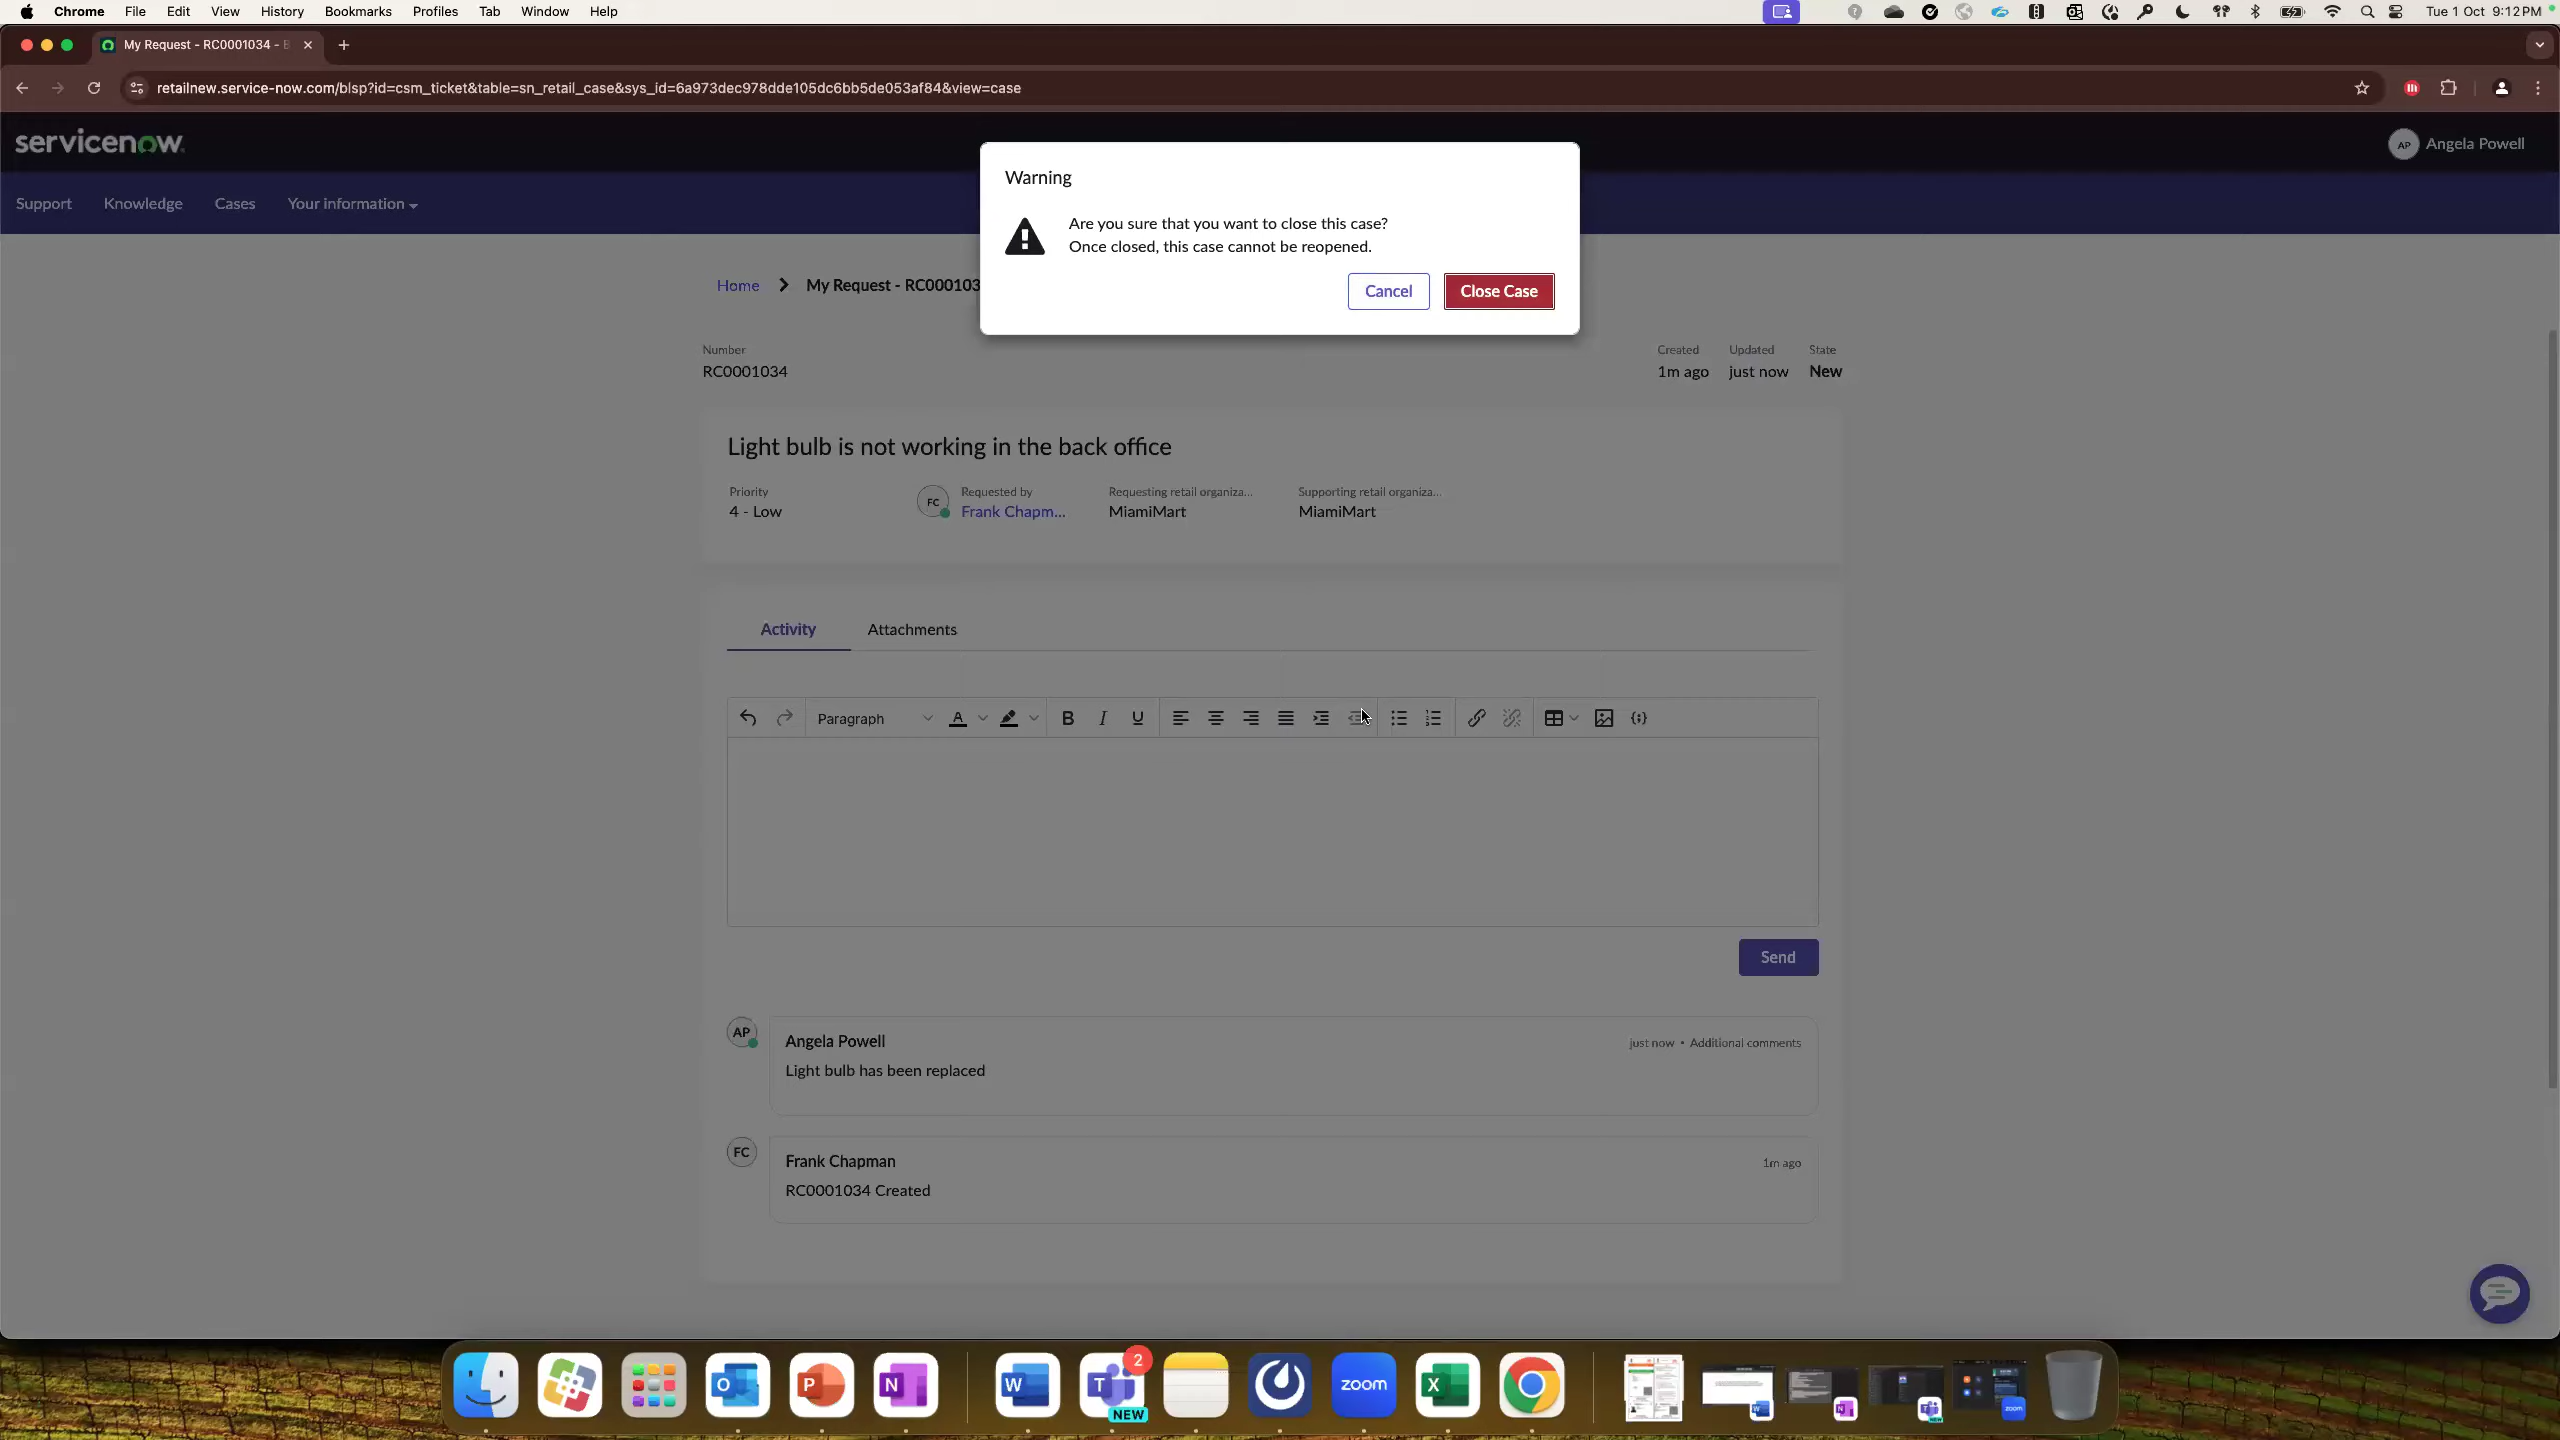 Chrome File Edit View History Bookmarks Profiles Tab Window Help
Tue 1 Oct 9:12 PM
My Request - RC0001034 -
retailnew.service-now.com/blsp?id=csm_ticket&table=sn_retail_case&sys_id=6a973dec978dde105dc6bb5de053af84&view=case
servicenow
AP Angela Powell
Support Knowledge Cases Your information
Warning
Are you sure that you want to close this case?
Once closed, this case cannot be reopened.
Cancel Close Case
Home My Request - RC000103
Number
RC0001034
Created Updated State
1m ago just now New
Light bulb is not working in the back office
Priority
4 - Low
FC
Requested by
Frank Chapm...
Requesting retail organiza...
MiamiMart
Supporting retail organiza...
MiamiMart
Activity Attachments
Paragraph A B I U
Send
AP
Angela Powell
just now • Additional comments
Light bulb has been replaced
FC
Frank Chapman
1m ago
RC0001034 Created
O P N W T 2 NEW zoom X
W N NEW zoom